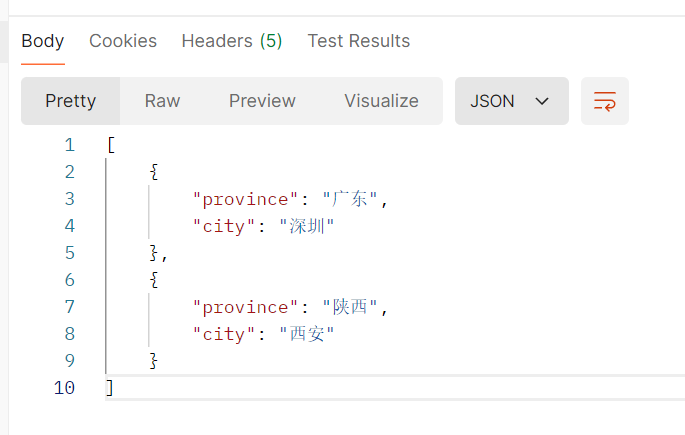 Body Cookies Headers (5) Test Results
Pretty Raw Preview Visualize JSON
1 [
2 {
3 "province": "广东",
4 "city": "深圳"
5 },
6 {
7 "province": "陕西",
8 "city": "西安"
9 }
10 ]